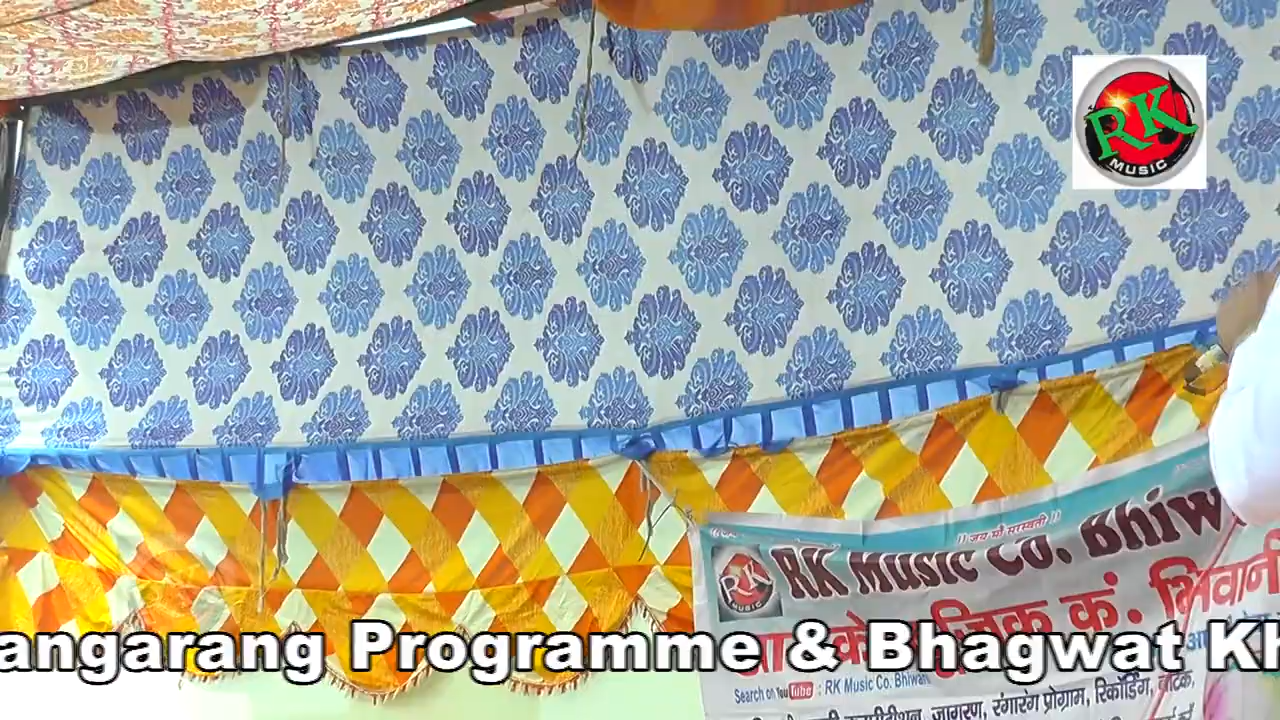 RK
MUSIC
।। जय माँ सरस्वती ।।
RK Music Co. Bhiw
RK
MUSIC
कं. भिवानी
angarang Programme & Bhagwat Kh
Search on YouTube : RK Music Co. Bhiwani
जागरण, रंगारंग प्रोग्राम, रिकॉर्डिंग, नाटक,